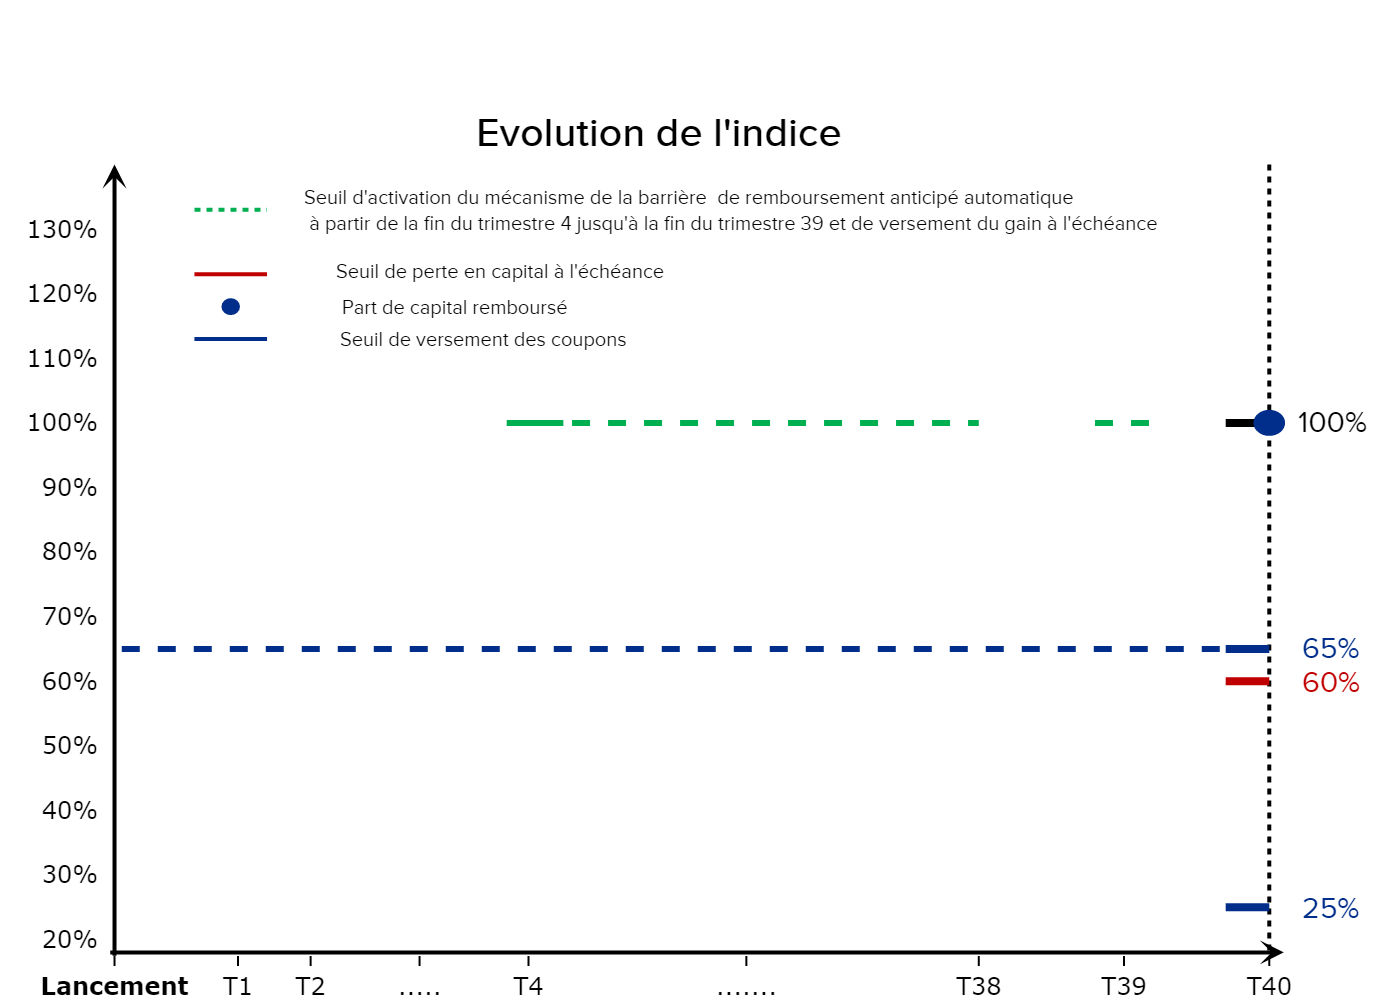 Evolution de l'indice
Seuil d'activation du mécanisme de la barrière  de remboursement anticipé automatique
à partir de la fin du trimestre 4 jusqu'à la fin du trimestre 39 et de versement du gain à l'échéance
130%
Seuil de perte en capital à l'échéance
120%
Part de capital remboursé
Seuil de versement des coupons
110%
100%
100%
90%
80%
70%
65%
60%
60%
50%
40%
30%
25%
20%
Lancement T1 T2 ..... T4 ....... T38 T39 T40